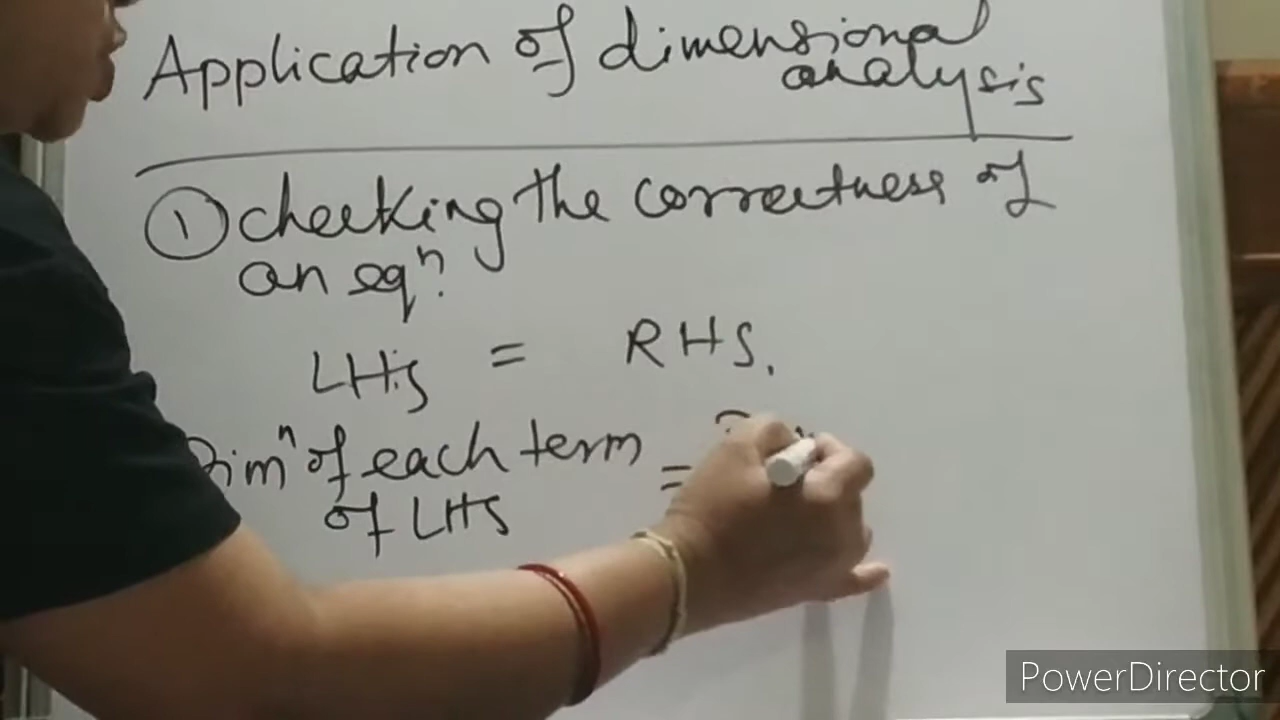 Application of dimensional
analysis
① checking the correctness of
an eqⁿ.
LHS = RHS.
Dimⁿ of each term =
of LHS
PowerDirector